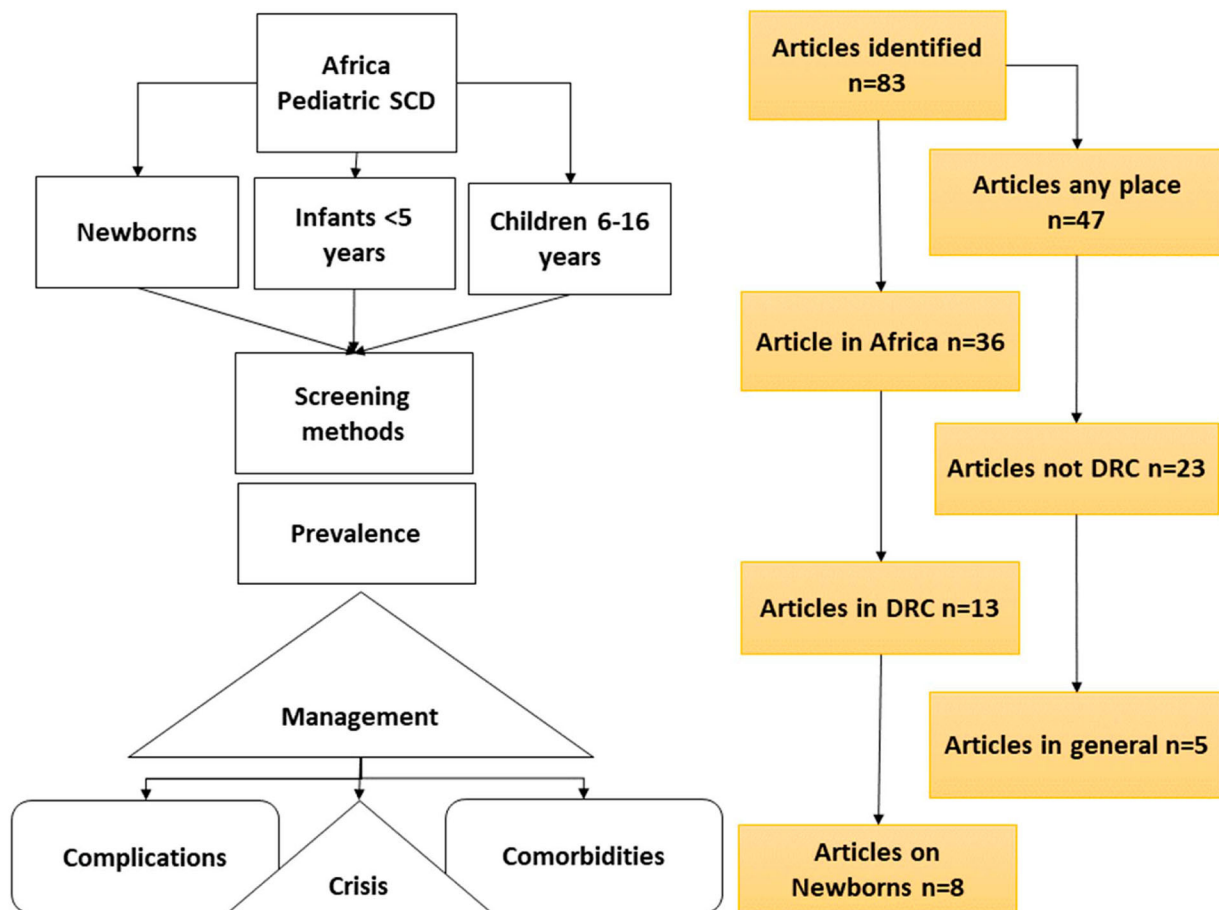 Africa
Pediatric SCD
Newborns
Infants <5
years
Children 6-16
years
Screening
methods
Prevalence
Management
Complications
Crisis
Comorbidities
Articles identified
n=83
Articles any place
n=47
Article in Africa n=36
Articles not DRC n=23
Articles in DRC n=13
Articles in general n=5
Articles on
Newborns n=8